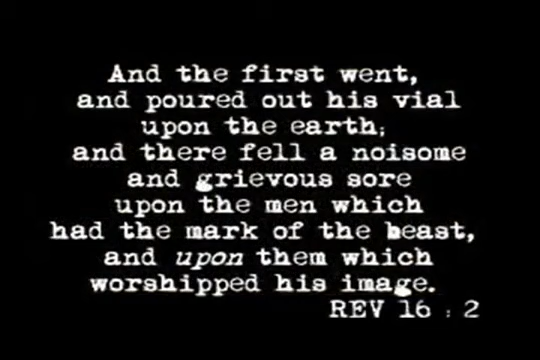 And the first went,
and poured out his vial
upon the earth;
and there fell a noisome
and grievous sore
upon the men which
had the mark of the beast,
and upon them which
worshipped his image.
REV 16 : 2